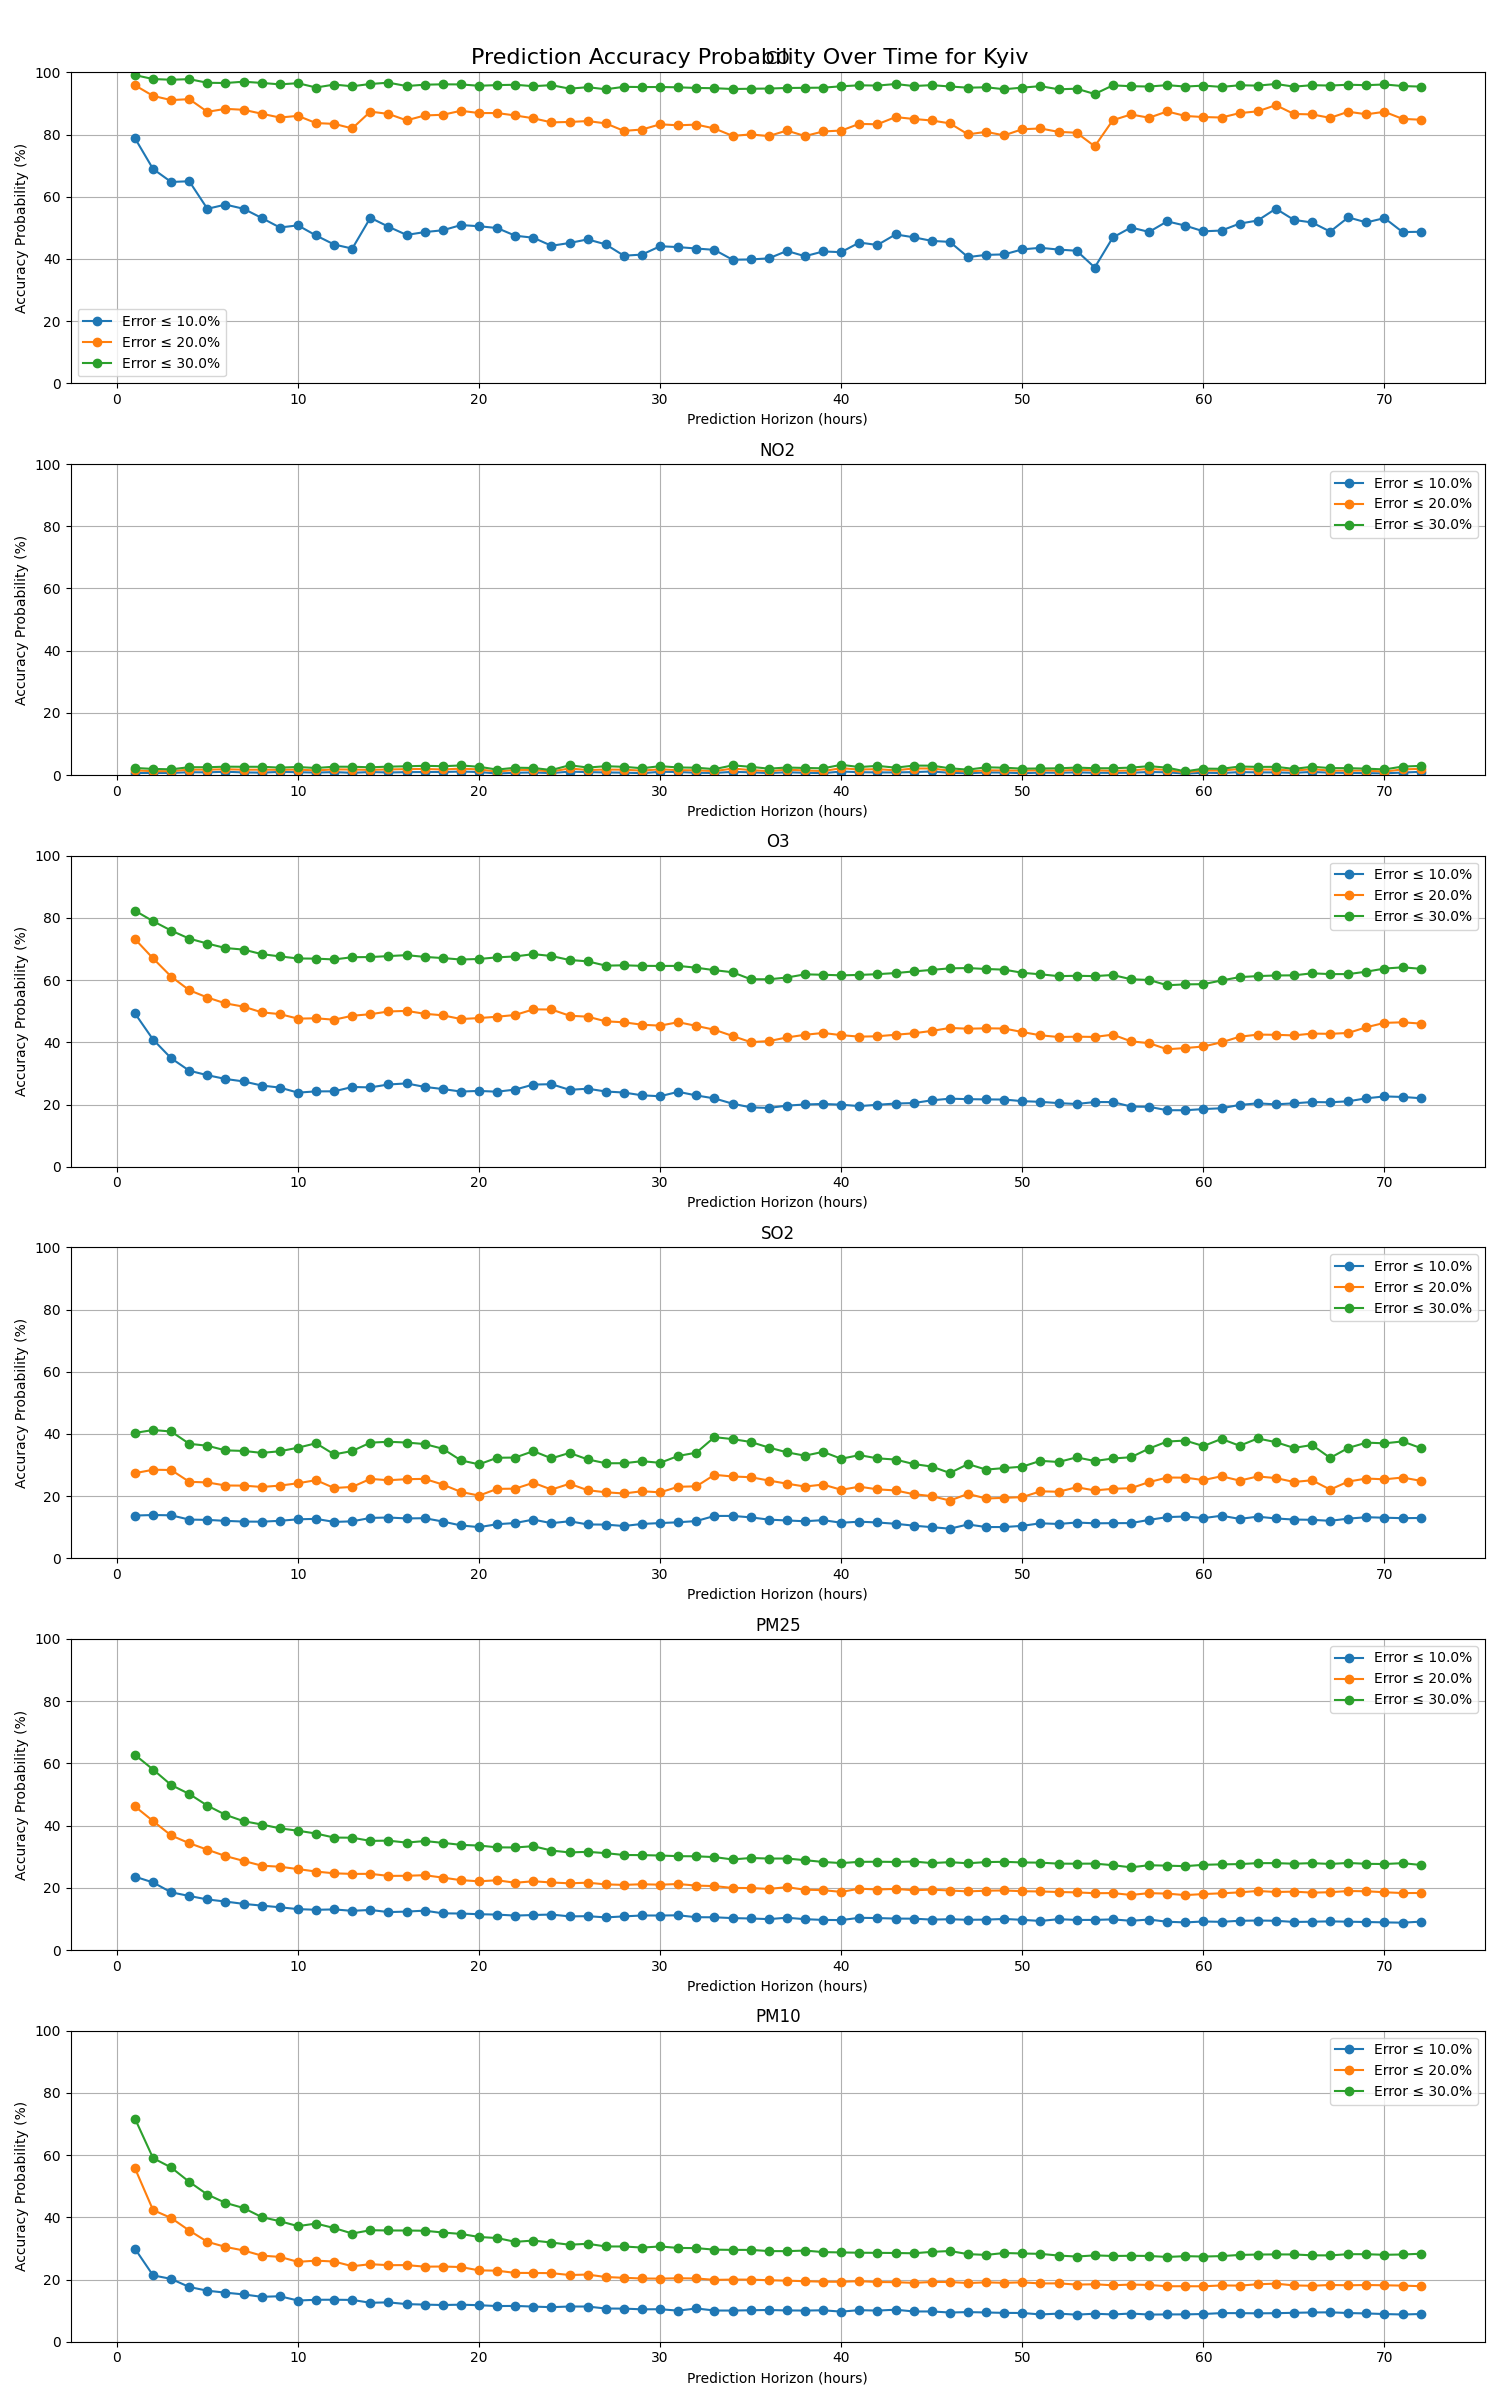 Prediction Accuracy Probability Over Time for Kyiv
CO
100
80
60
40
20
0
Accuracy Probability (%)
Error ≤ 10.0%
Error ≤ 20.0%
Error ≤ 30.0%
0 10 20 30 40 50 60 70
Prediction Horizon (hours)
NO2
100
80
60
40
20
0
Accuracy Probability (%)
Error ≤ 10.0%
Error ≤ 20.0%
Error ≤ 30.0%
0 10 20 30 40 50 60 70
Prediction Horizon (hours)
O3
100
80
60
40
20
0
Accuracy Probability (%)
Error ≤ 10.0%
Error ≤ 20.0%
Error ≤ 30.0%
0 10 20 30 40 50 60 70
Prediction Horizon (hours)
SO2
100
80
60
40
20
0
Accuracy Probability (%)
Error ≤ 10.0%
Error ≤ 20.0%
Error ≤ 30.0%
0 10 20 30 40 50 60 70
Prediction Horizon (hours)
PM25
100
80
60
40
20
0
Accuracy Probability (%)
Error ≤ 10.0%
Error ≤ 20.0%
Error ≤ 30.0%
0 10 20 30 40 50 60 70
Prediction Horizon (hours)
PM10
100
80
60
40
20
0
Accuracy Probability (%)
Error ≤ 10.0%
Error ≤ 20.0%
Error ≤ 30.0%
0 10 20 30 40 50 60 70
Prediction Horizon (hours)